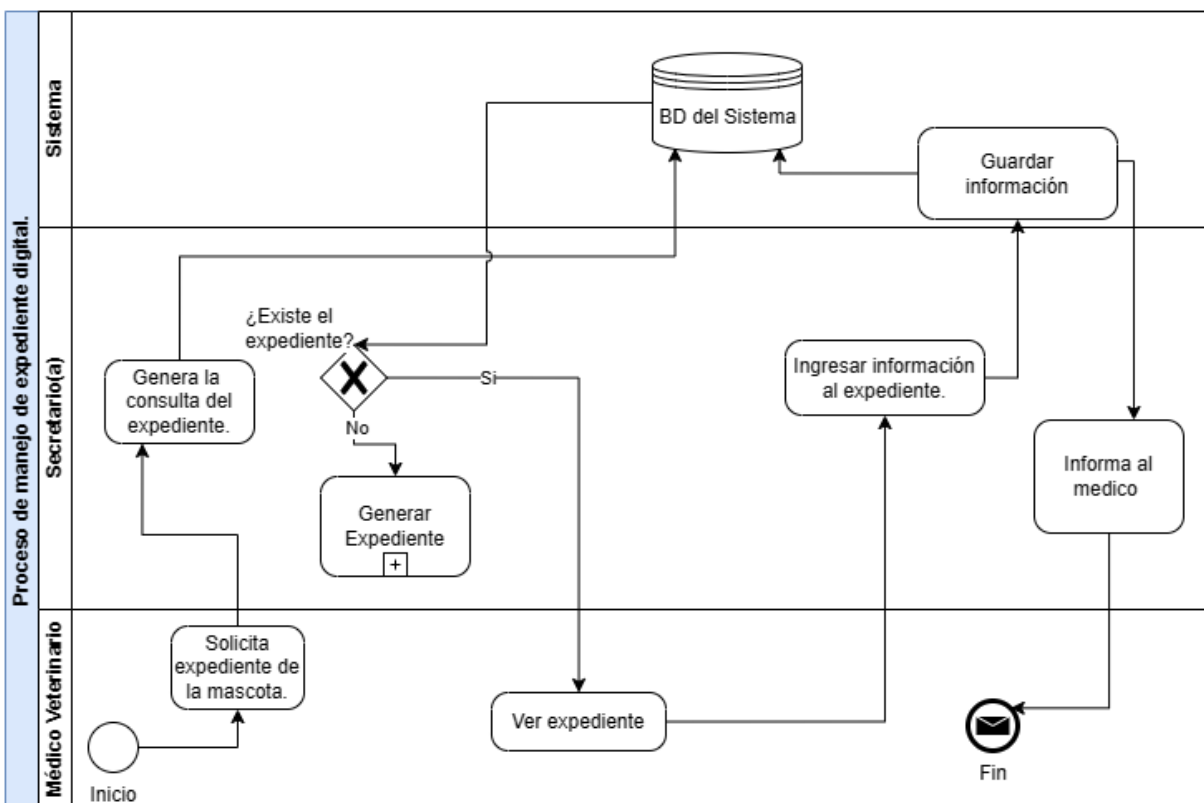 Proceso de manejo de expediente digital.
Sistema
BD del Sistema
Guardar
información
Secretario(a)
¿Existe el
expediente?
Genera la
consulta del
expediente.
Si
No
Generar
Expediente
Ingresar información
al expediente.
Informa al
medico
Médico Veterinario
Solicita
expediente de
la mascota.
Ver expediente
Inicio
Fin